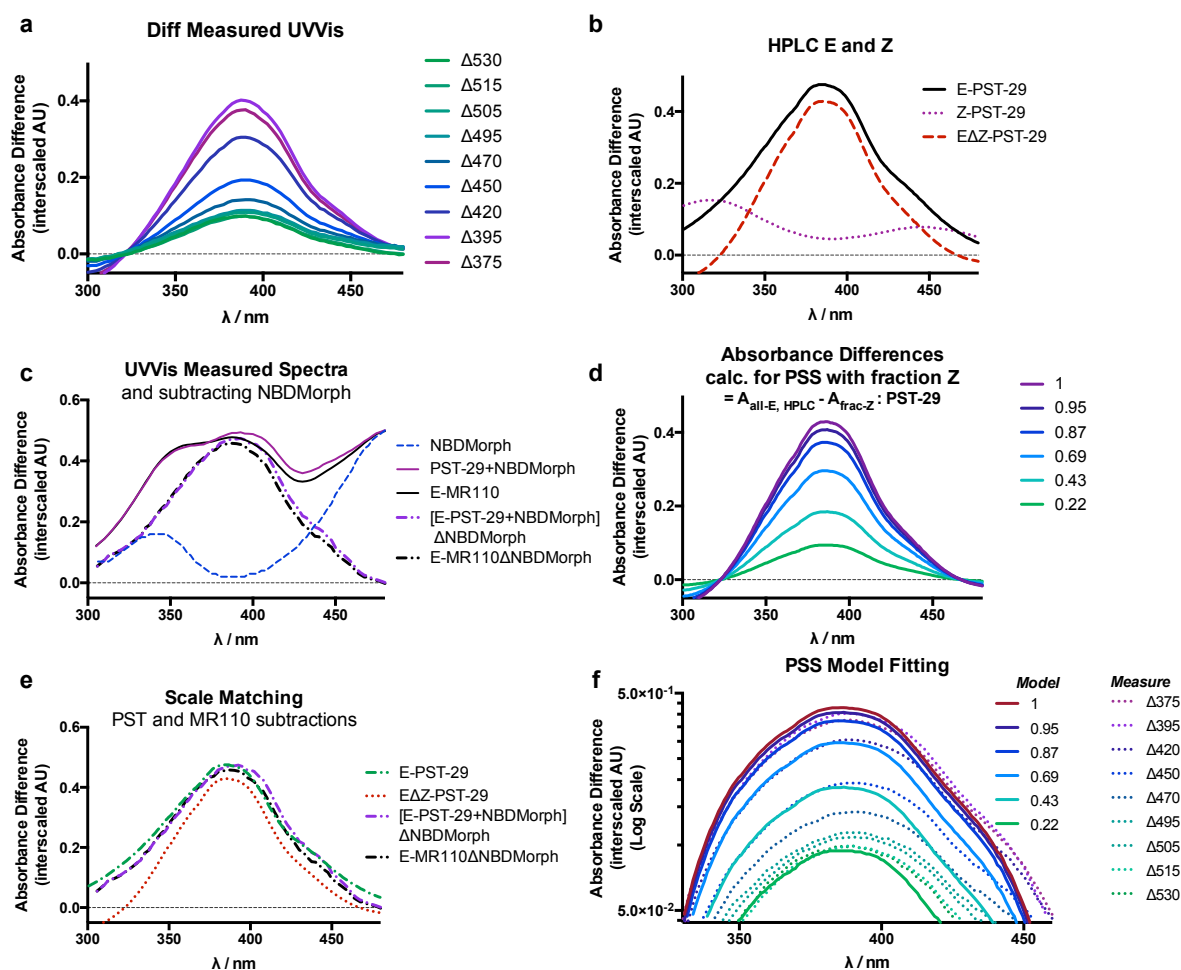 a
Diff Measured UVVis
Absorbance Difference
(interscaled AU)
0.4
0.2
0.0
300
350
400
450
λ / nm
Δ530
Δ515
Δ505
Δ495
Δ470
Δ450
Δ420
Δ395
Δ375
b
HPLC E and Z
Absorbance Difference
(interscaled AU)
0.4
0.2
0.0
300
350
400
450
λ / nm
E-PST-29
Z-PST-29
EΔZ-PST-29
c
UVVis Measured Spectra
and subtracting NBDMorph
Absorbance Difference
(interscaled AU)
0.6
0.4
0.2
0.0
300
350
400
450
λ / nm
NBDMorph
PST-29+NBDMorph
E-MR110
[E-PST-29+NBDMorph]
ΔNBDMorph
E-MR110ΔNBDMorph
d
Absorbance Differences
calc. for PSS with fraction Z
= A all-E, HPLC - A frac-Z : PST-29
Absorbance Difference
(interscaled AU)
0.4
0.2
0.0
300
350
400
450
λ / nm
1
0.95
0.87
0.69
0.43
0.22
e
Scale Matching
PST and MR110 subtractions
Absorbance Difference
(interscaled AU)
0.6
0.4
0.2
0.0
300
350
400
450
λ / nm
E-PST-29
EΔZ-PST-29
[E-PST-29+NBDMorph]
ΔNBDMorph
E-MR110ΔNBDMorph
f
PSS Model Fitting
Absorbance Difference
(interscaled AU)
(Log Scale)
5.0×10⁻¹
5.0×10⁻²
350
400
450
λ / nm
Model
1
0.95
0.87
0.69
0.43
0.22
Measure
Δ375
Δ395
Δ420
Δ450
Δ470
Δ495
Δ505
Δ515
Δ530